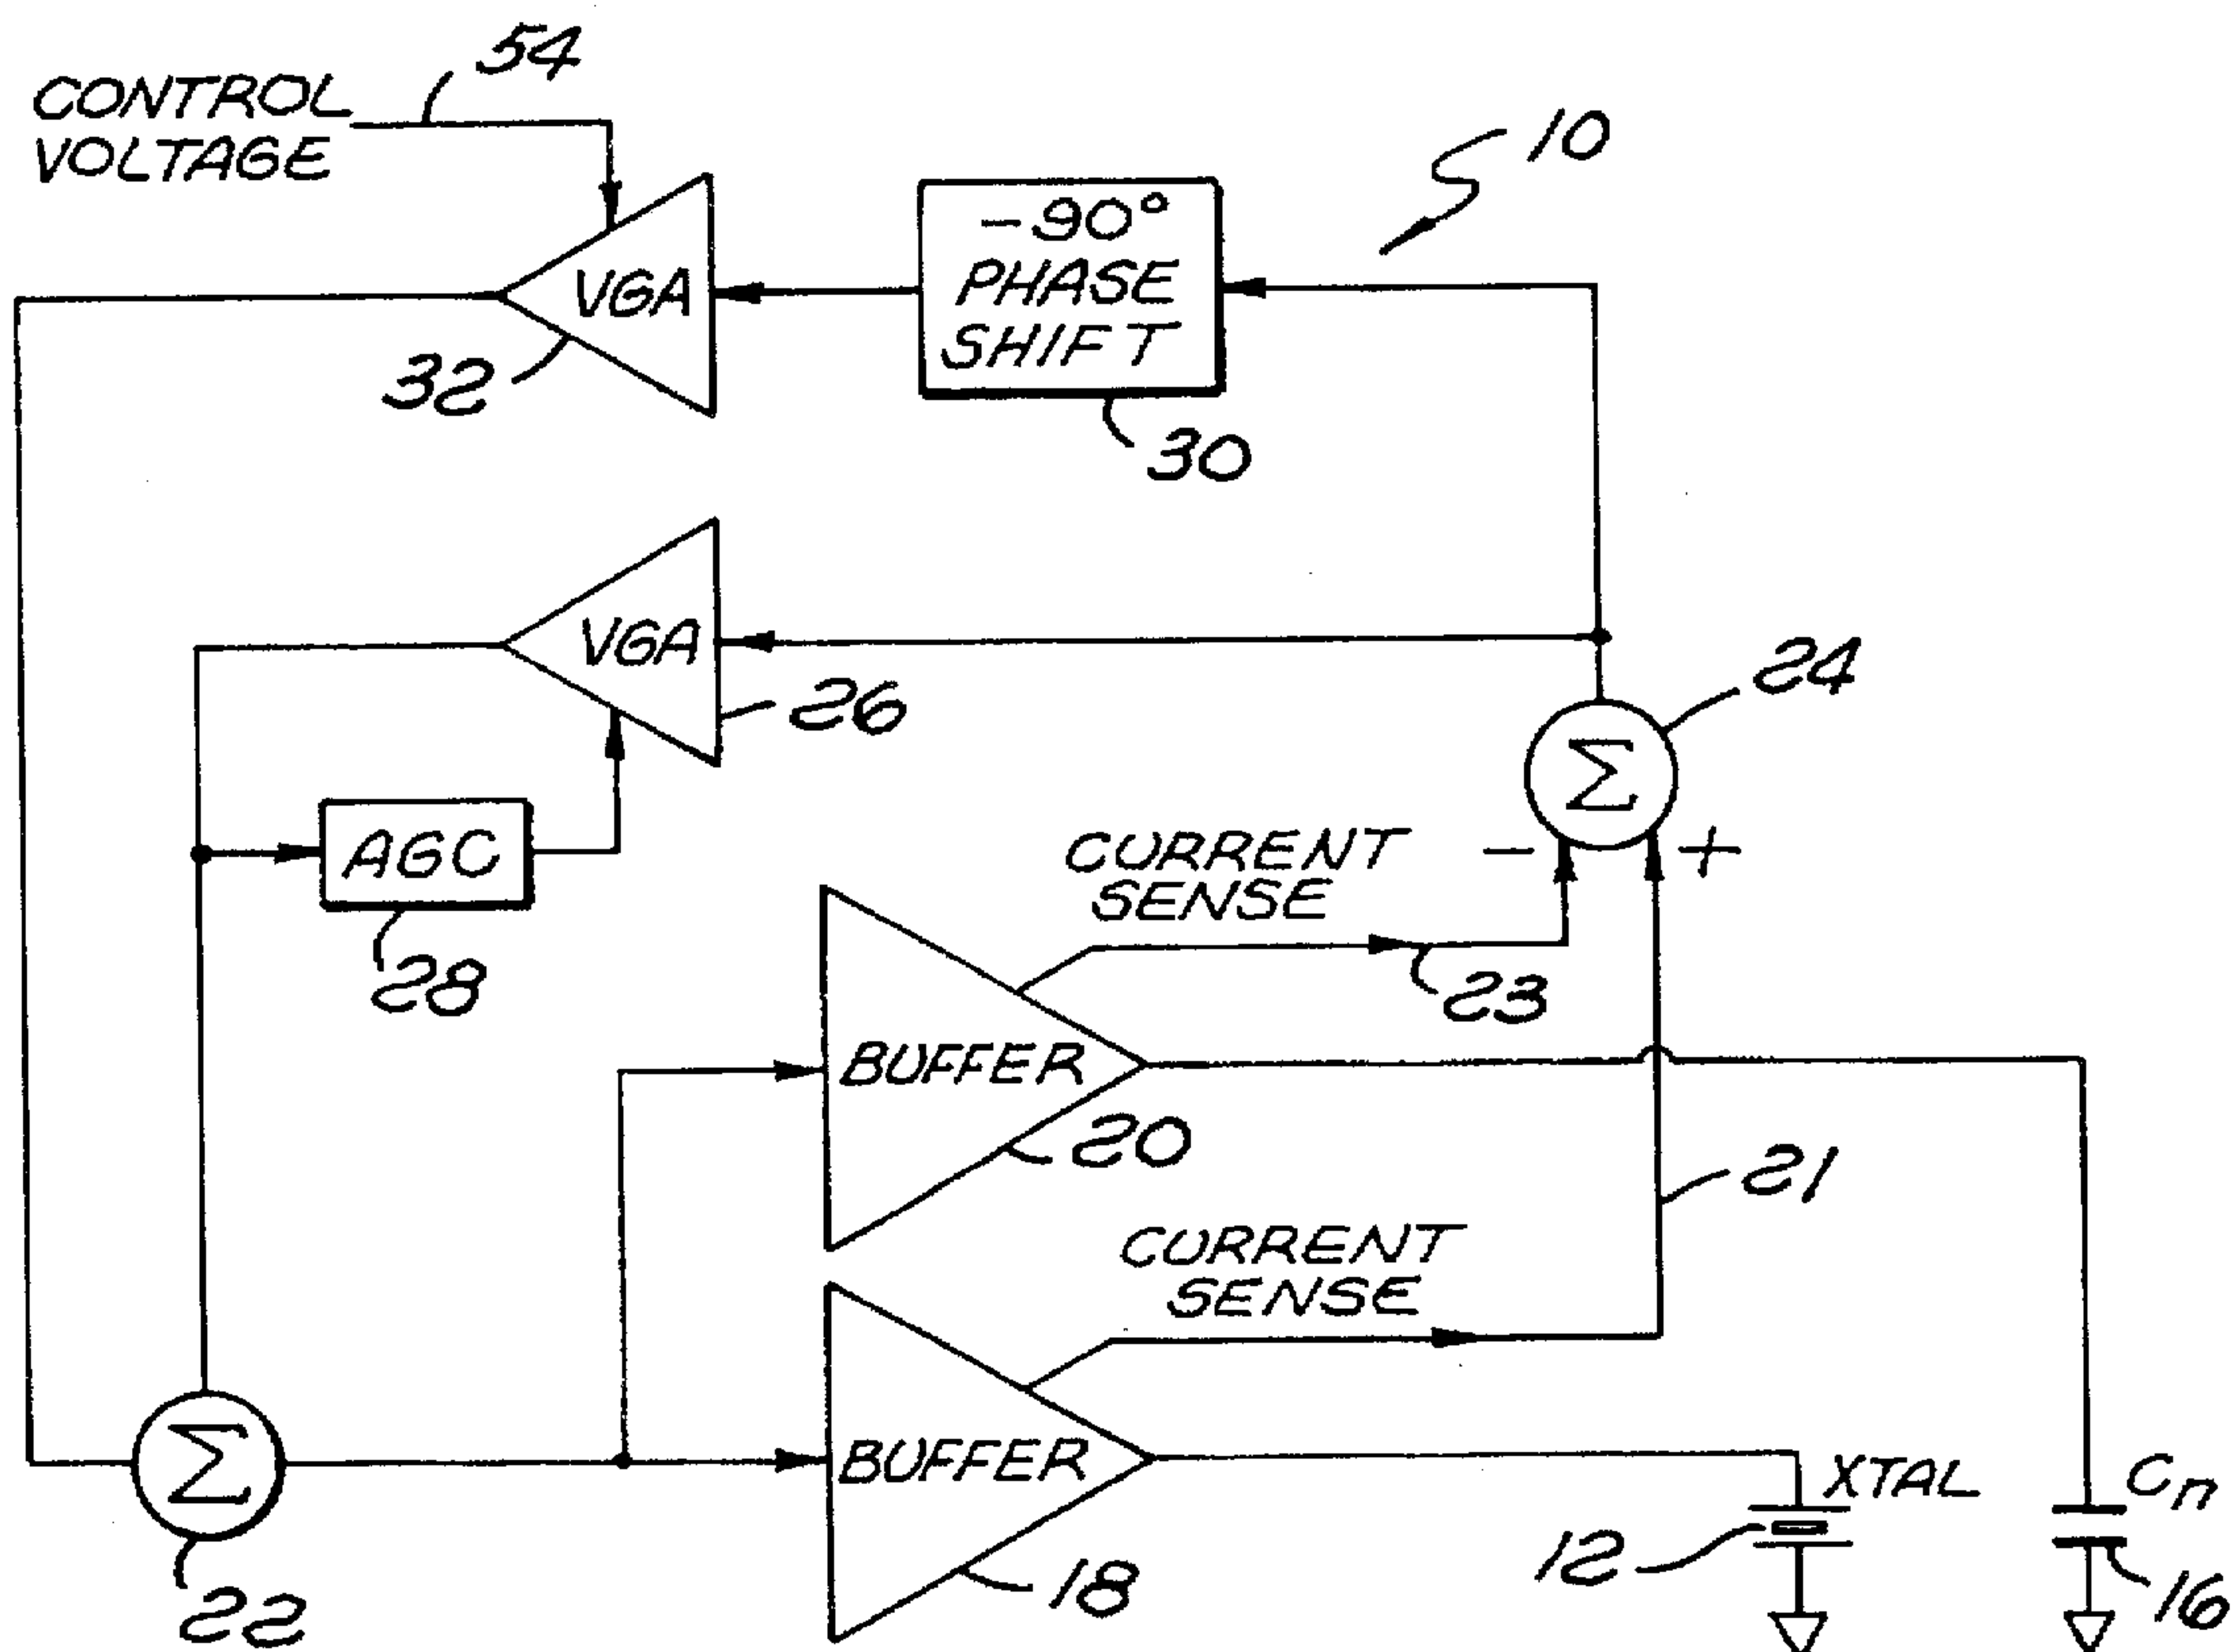 54
CONTROL
VOLTAGE
10
-90°
PHASE
SHIFT
VGA
32
30
VGA
24
26
Σ
AGC
CURRENT
SENSE
-
+
28
23
BUFFER
20
21
CURRENT
SENSE
Σ
BUFFER
XTAL
Cn
12
18
16
22